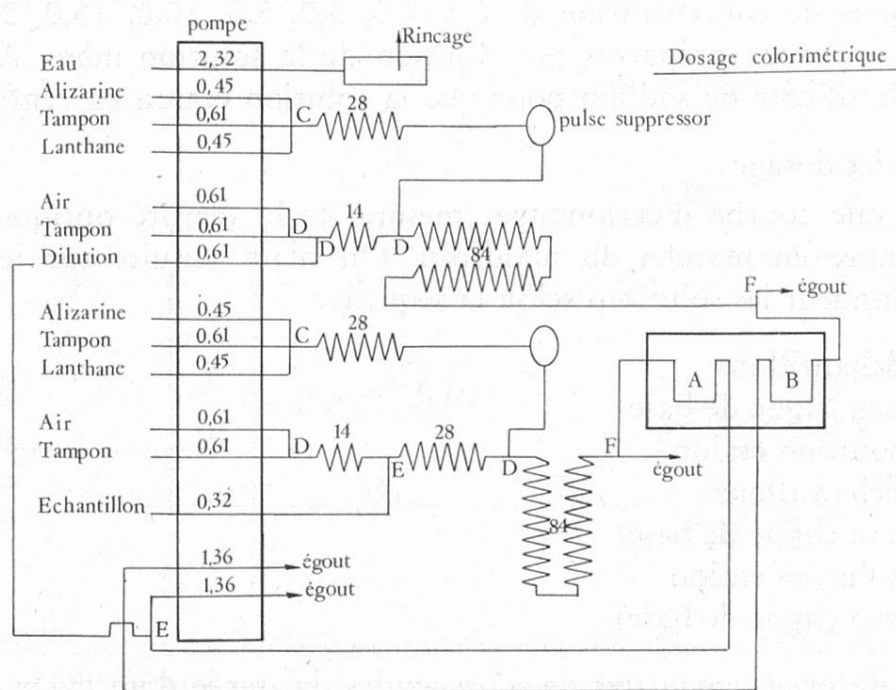 pompe
Rincage
Eau 2,32
Dosage colorimétrique
Alizarine 0,45
28
Tampon 0,61 C
pulse suppressor
Lanthane 0,45
Air 0,61
14
Tampon 0,61 D D
Dilution 0,61 D
84
F égout
Alizarine 0,45
28
Tampon 0,61 C
Lanthane 0,45
A B
Air 0,61
14 28
Tampon 0,61 D E D F
égout
Echantillon 0,32
84
1,36 égout
1,36 égout
E